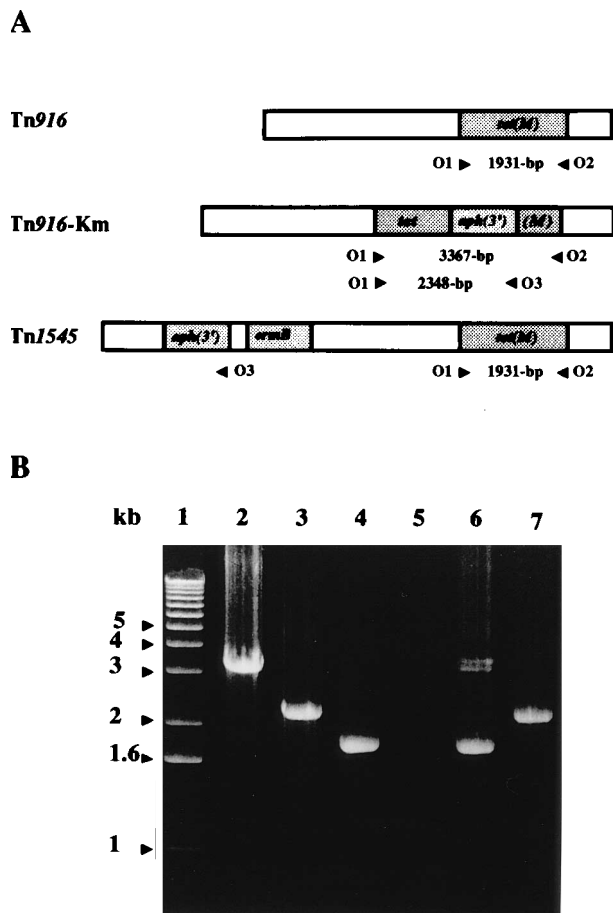 A
Tn916
tet(M)
O1 1931-bp O2
Tn916-Km
tet aph(3') (M)
O1 3367-bp O2
O1 2348-bp O3
Tn1545
aph(3') ermB tet(M)
O3 O1 1931-bp O2
B
kb 1 2 3 4 5 6 7
5
4
3
2
1.6
1